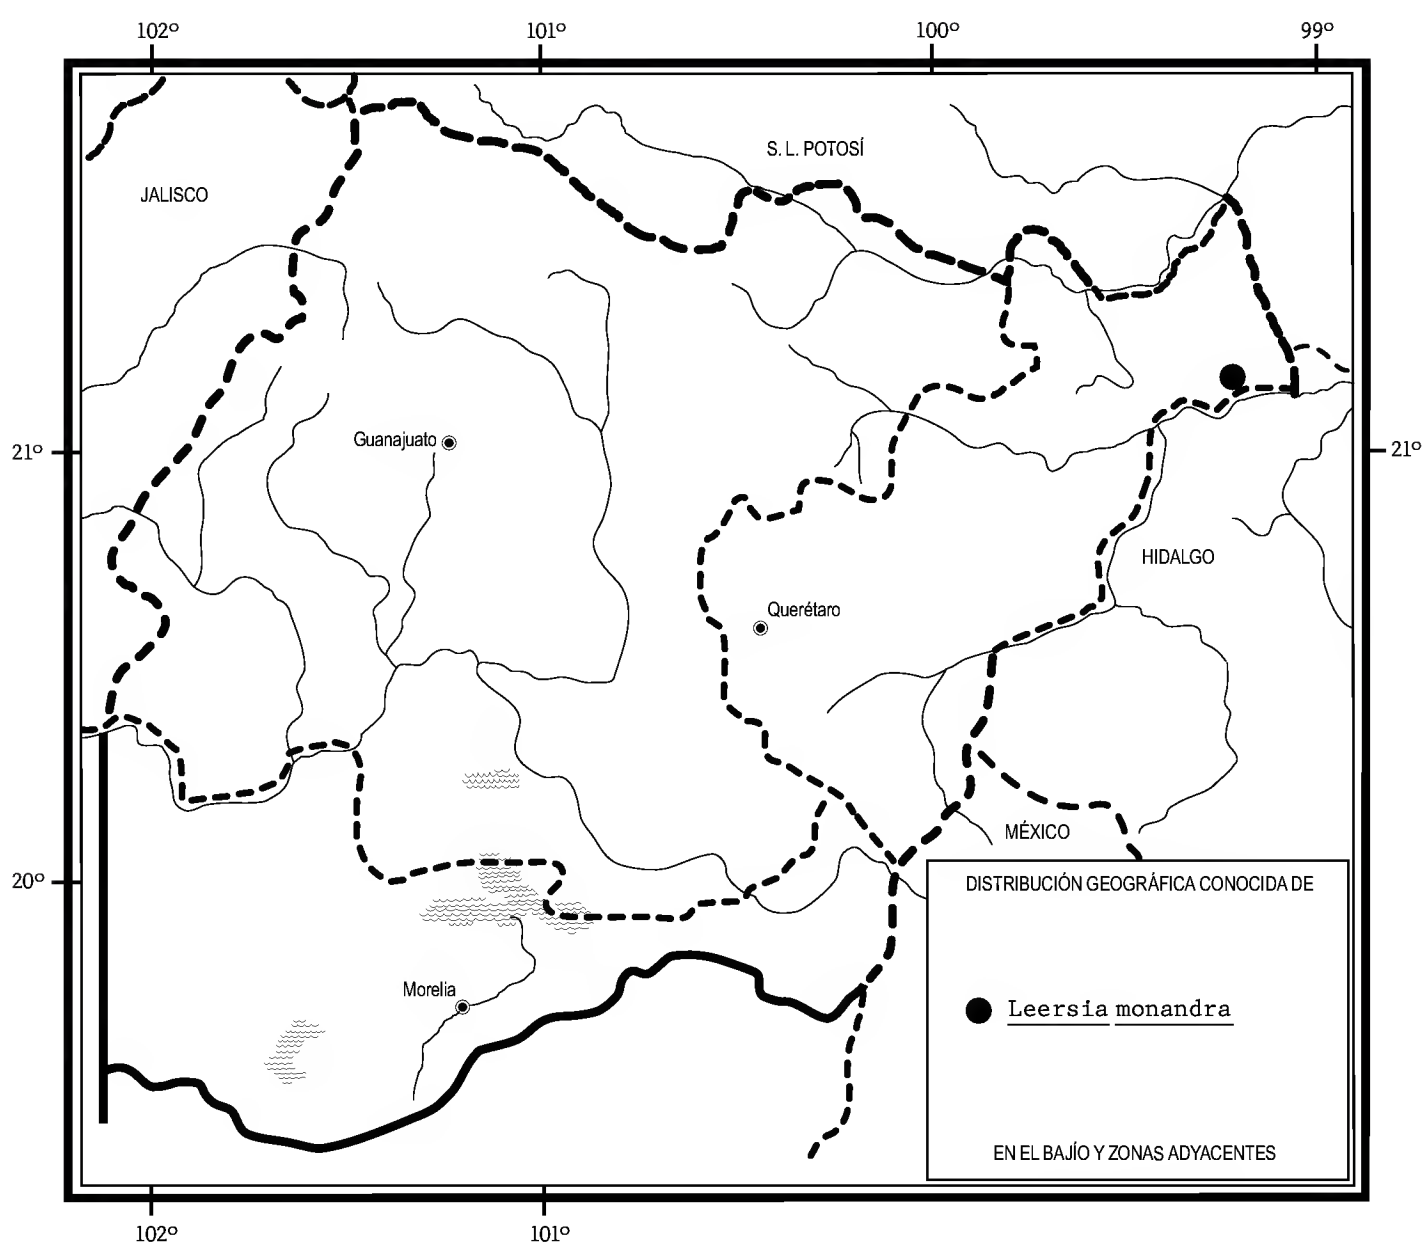 102º 101º 100º 99º
S. L. POTOSÍ
JALISCO
Guanajuato
21º
21º
HIDALGO
Querétaro
MÉXICO
20º
DISTRIBUCIÓN GEOGRÁFICA CONOCIDA DE
Morelia
Leersia monandra
EN EL BAJÍO Y ZONAS ADYACENTES
102º 101º